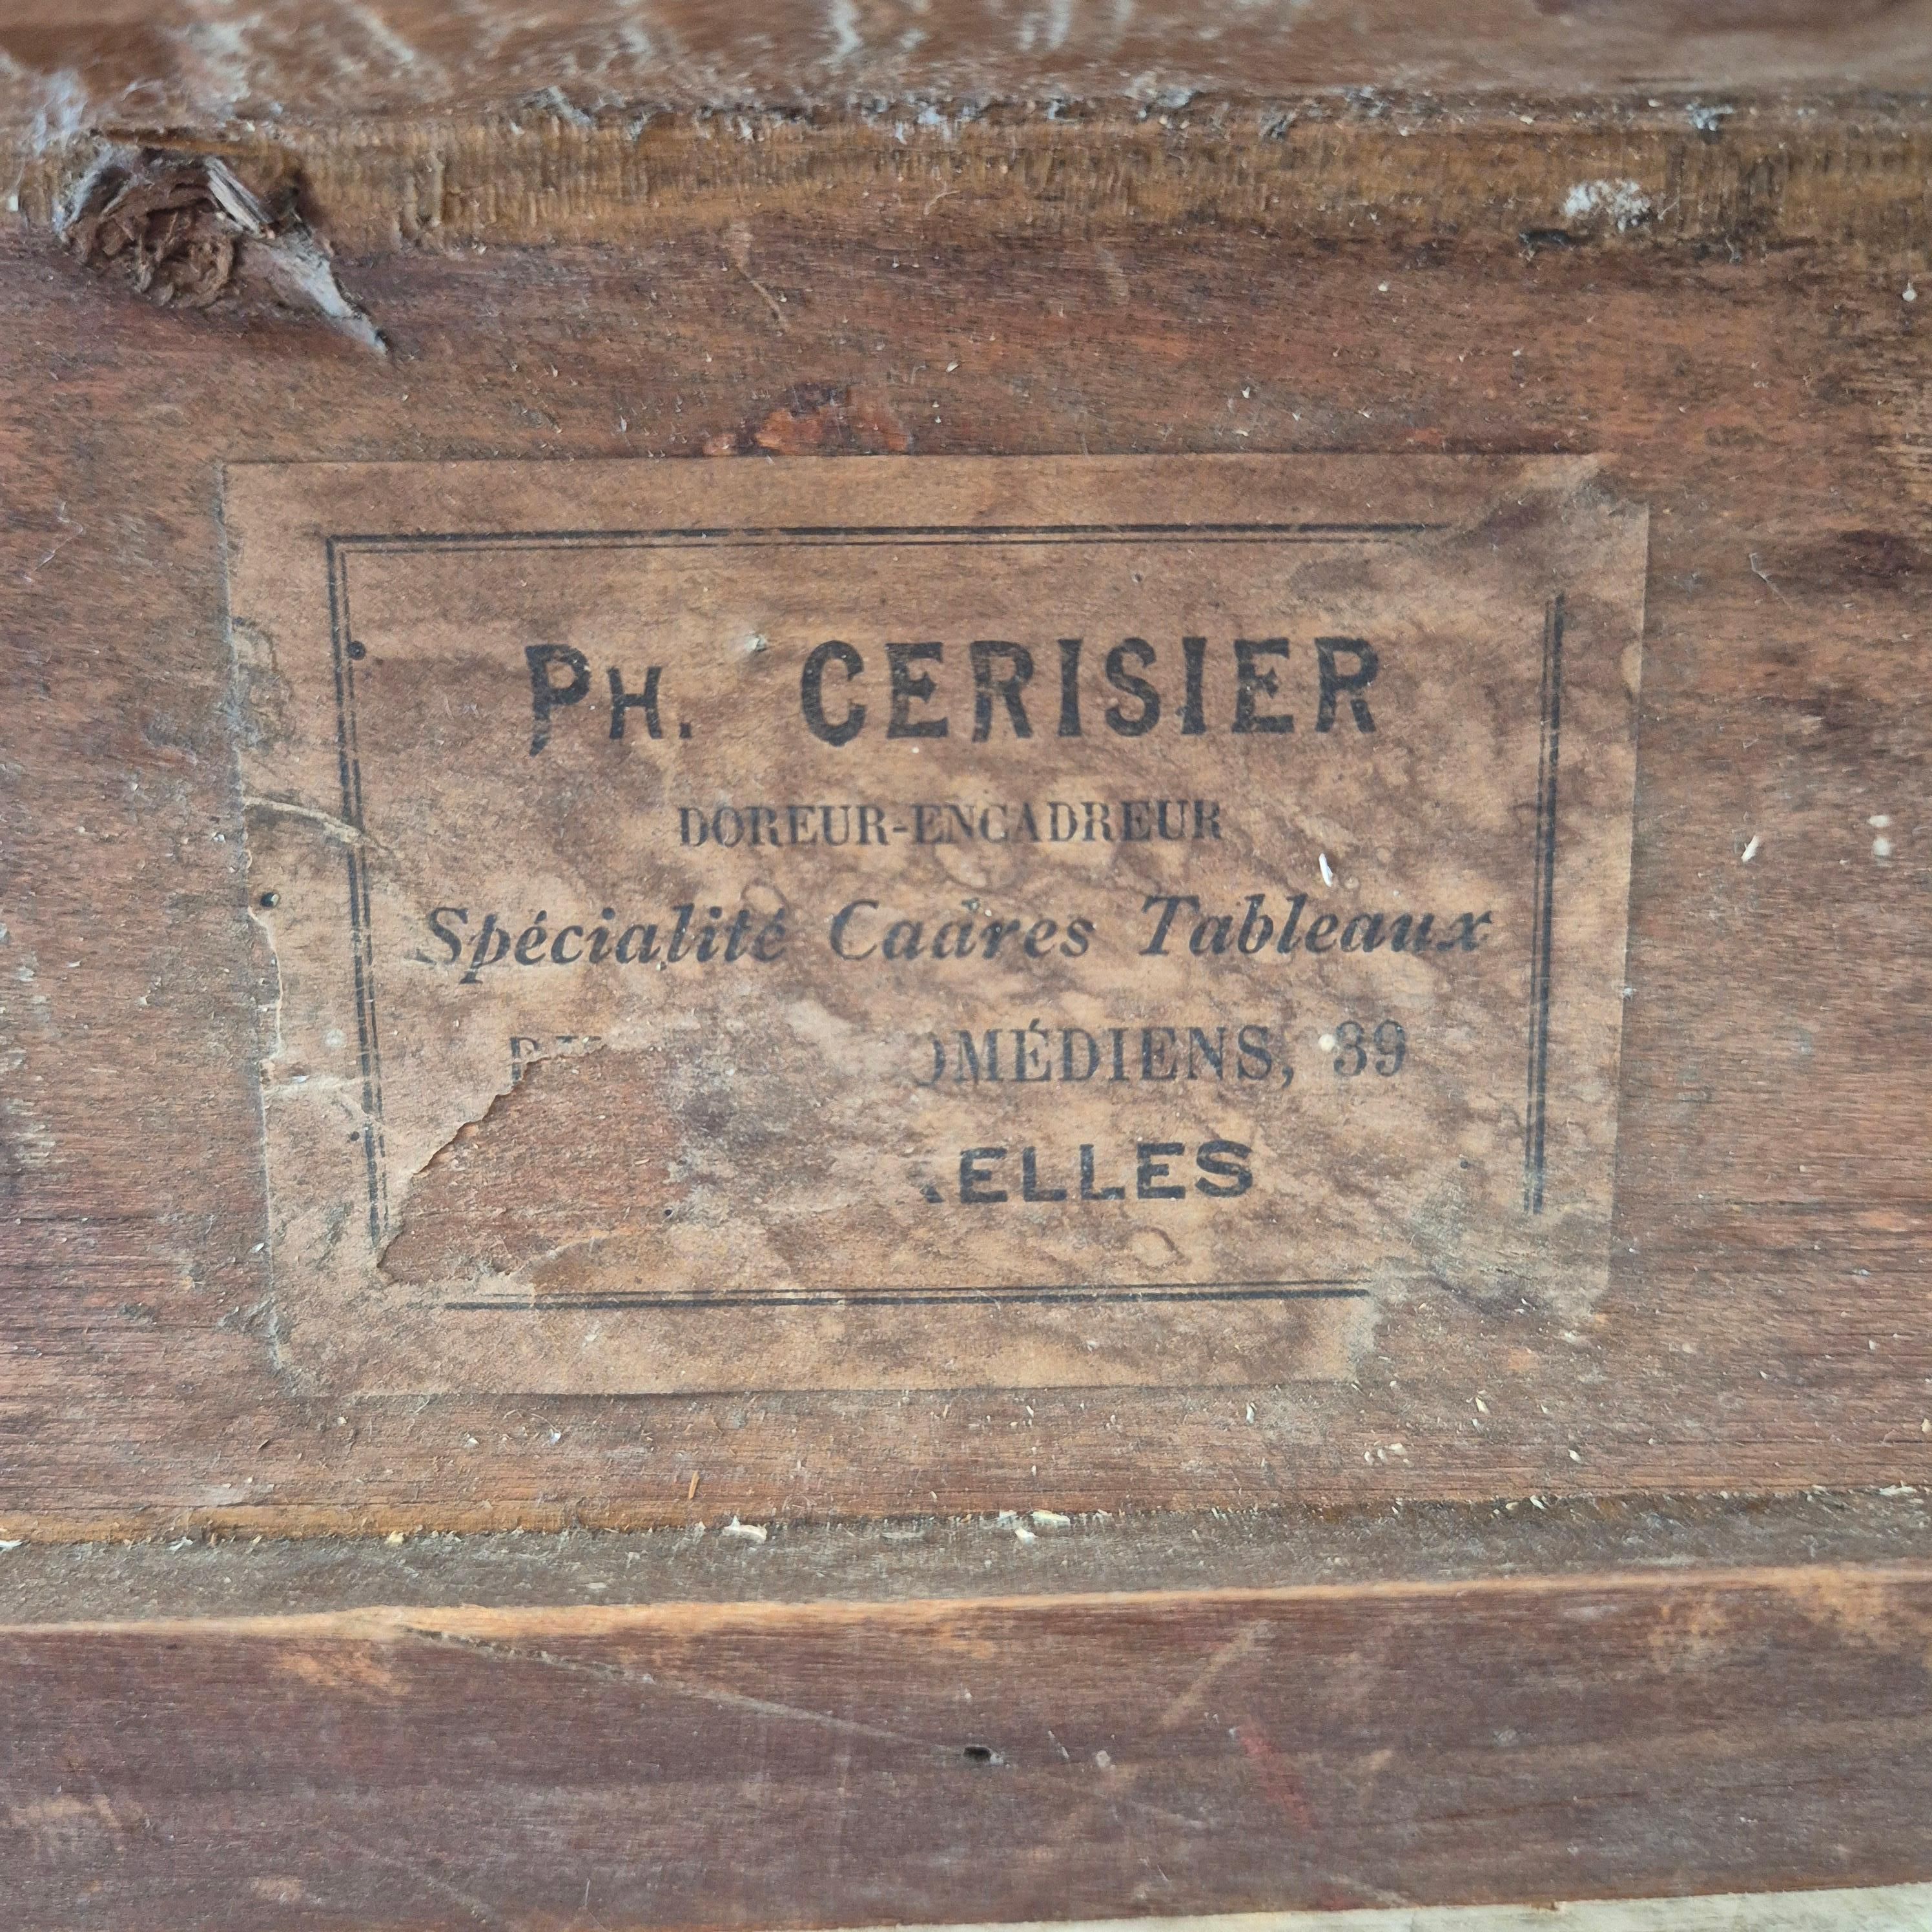 PH. CERISIER
DOREUR-ENCADREUR
Spécialité Cadres Tableaux
OMÉDIENS, 39
ELLES